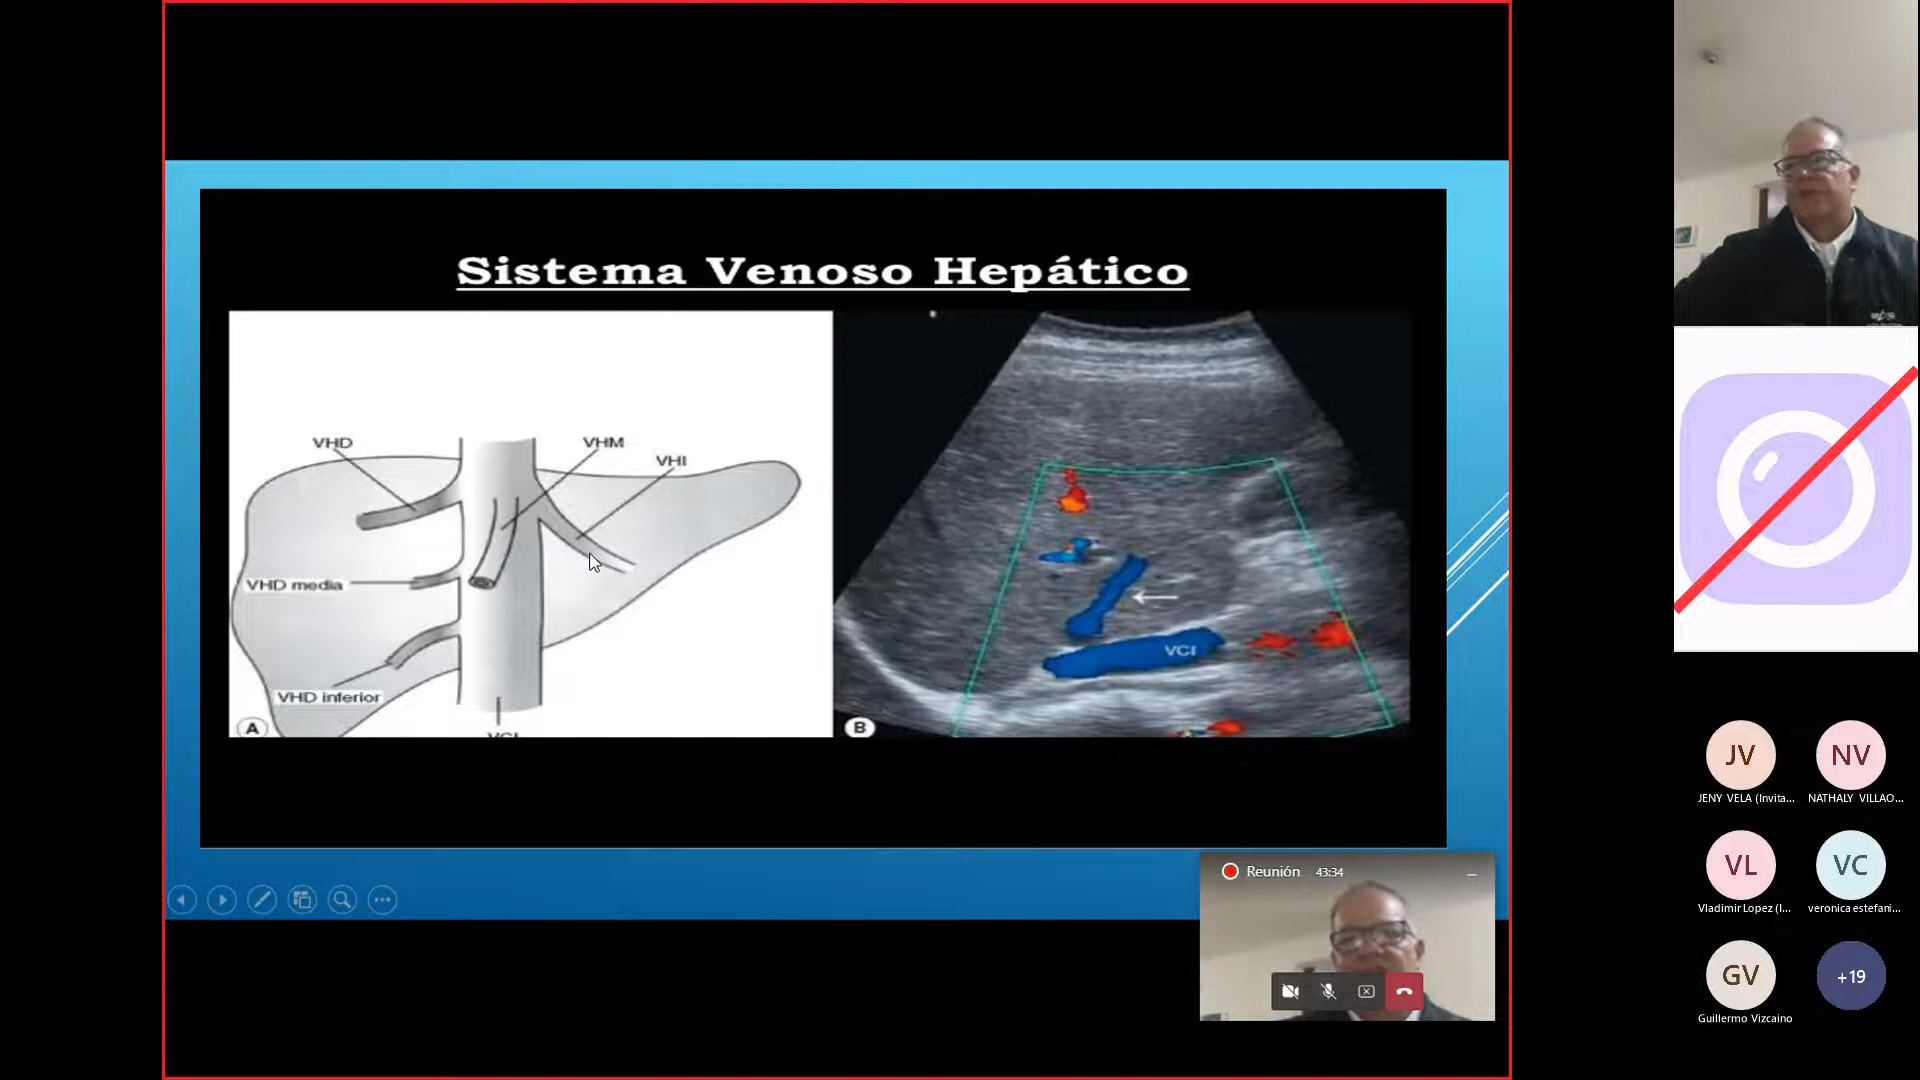 Sistema Venoso Hepático
VHD
VHM
VHI
VHD media
VHD inferior
VCI
A
VCI
B
Reunión 43:34
JV
NV
JENY VELA (Invita...
NATHALY VILLAO...
VL
VC
Vladimir Lopez (I...
veronica estefani...
GV
+19
Guillermo Vizcaino